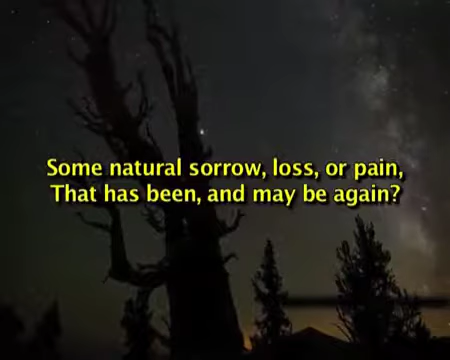 Some natural sorrow, loss, or pain,
That has been, and may be again?